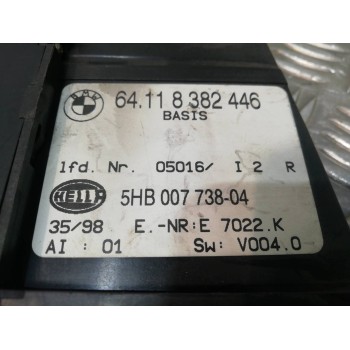 BMW
64.11 8 382 446
BASIS
lfd. Nr. 05016/ I 2 R
HELLA
5HB 007 738-04
35/98 E.-NR:E 7022.K
AI : 01 Sw: V004.0